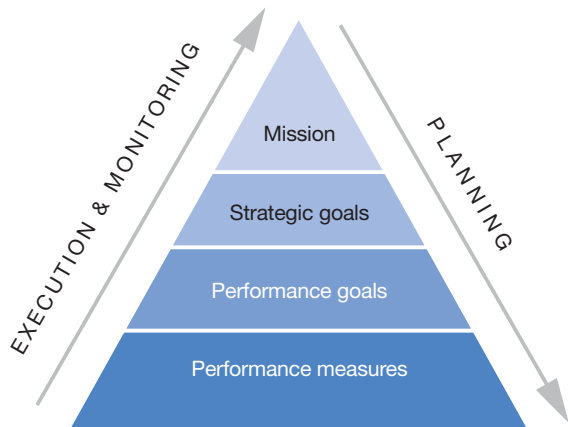 EXECUTION & MONITORING
PLANNING
Mission
Strategic goals
Performance goals
Performance measures